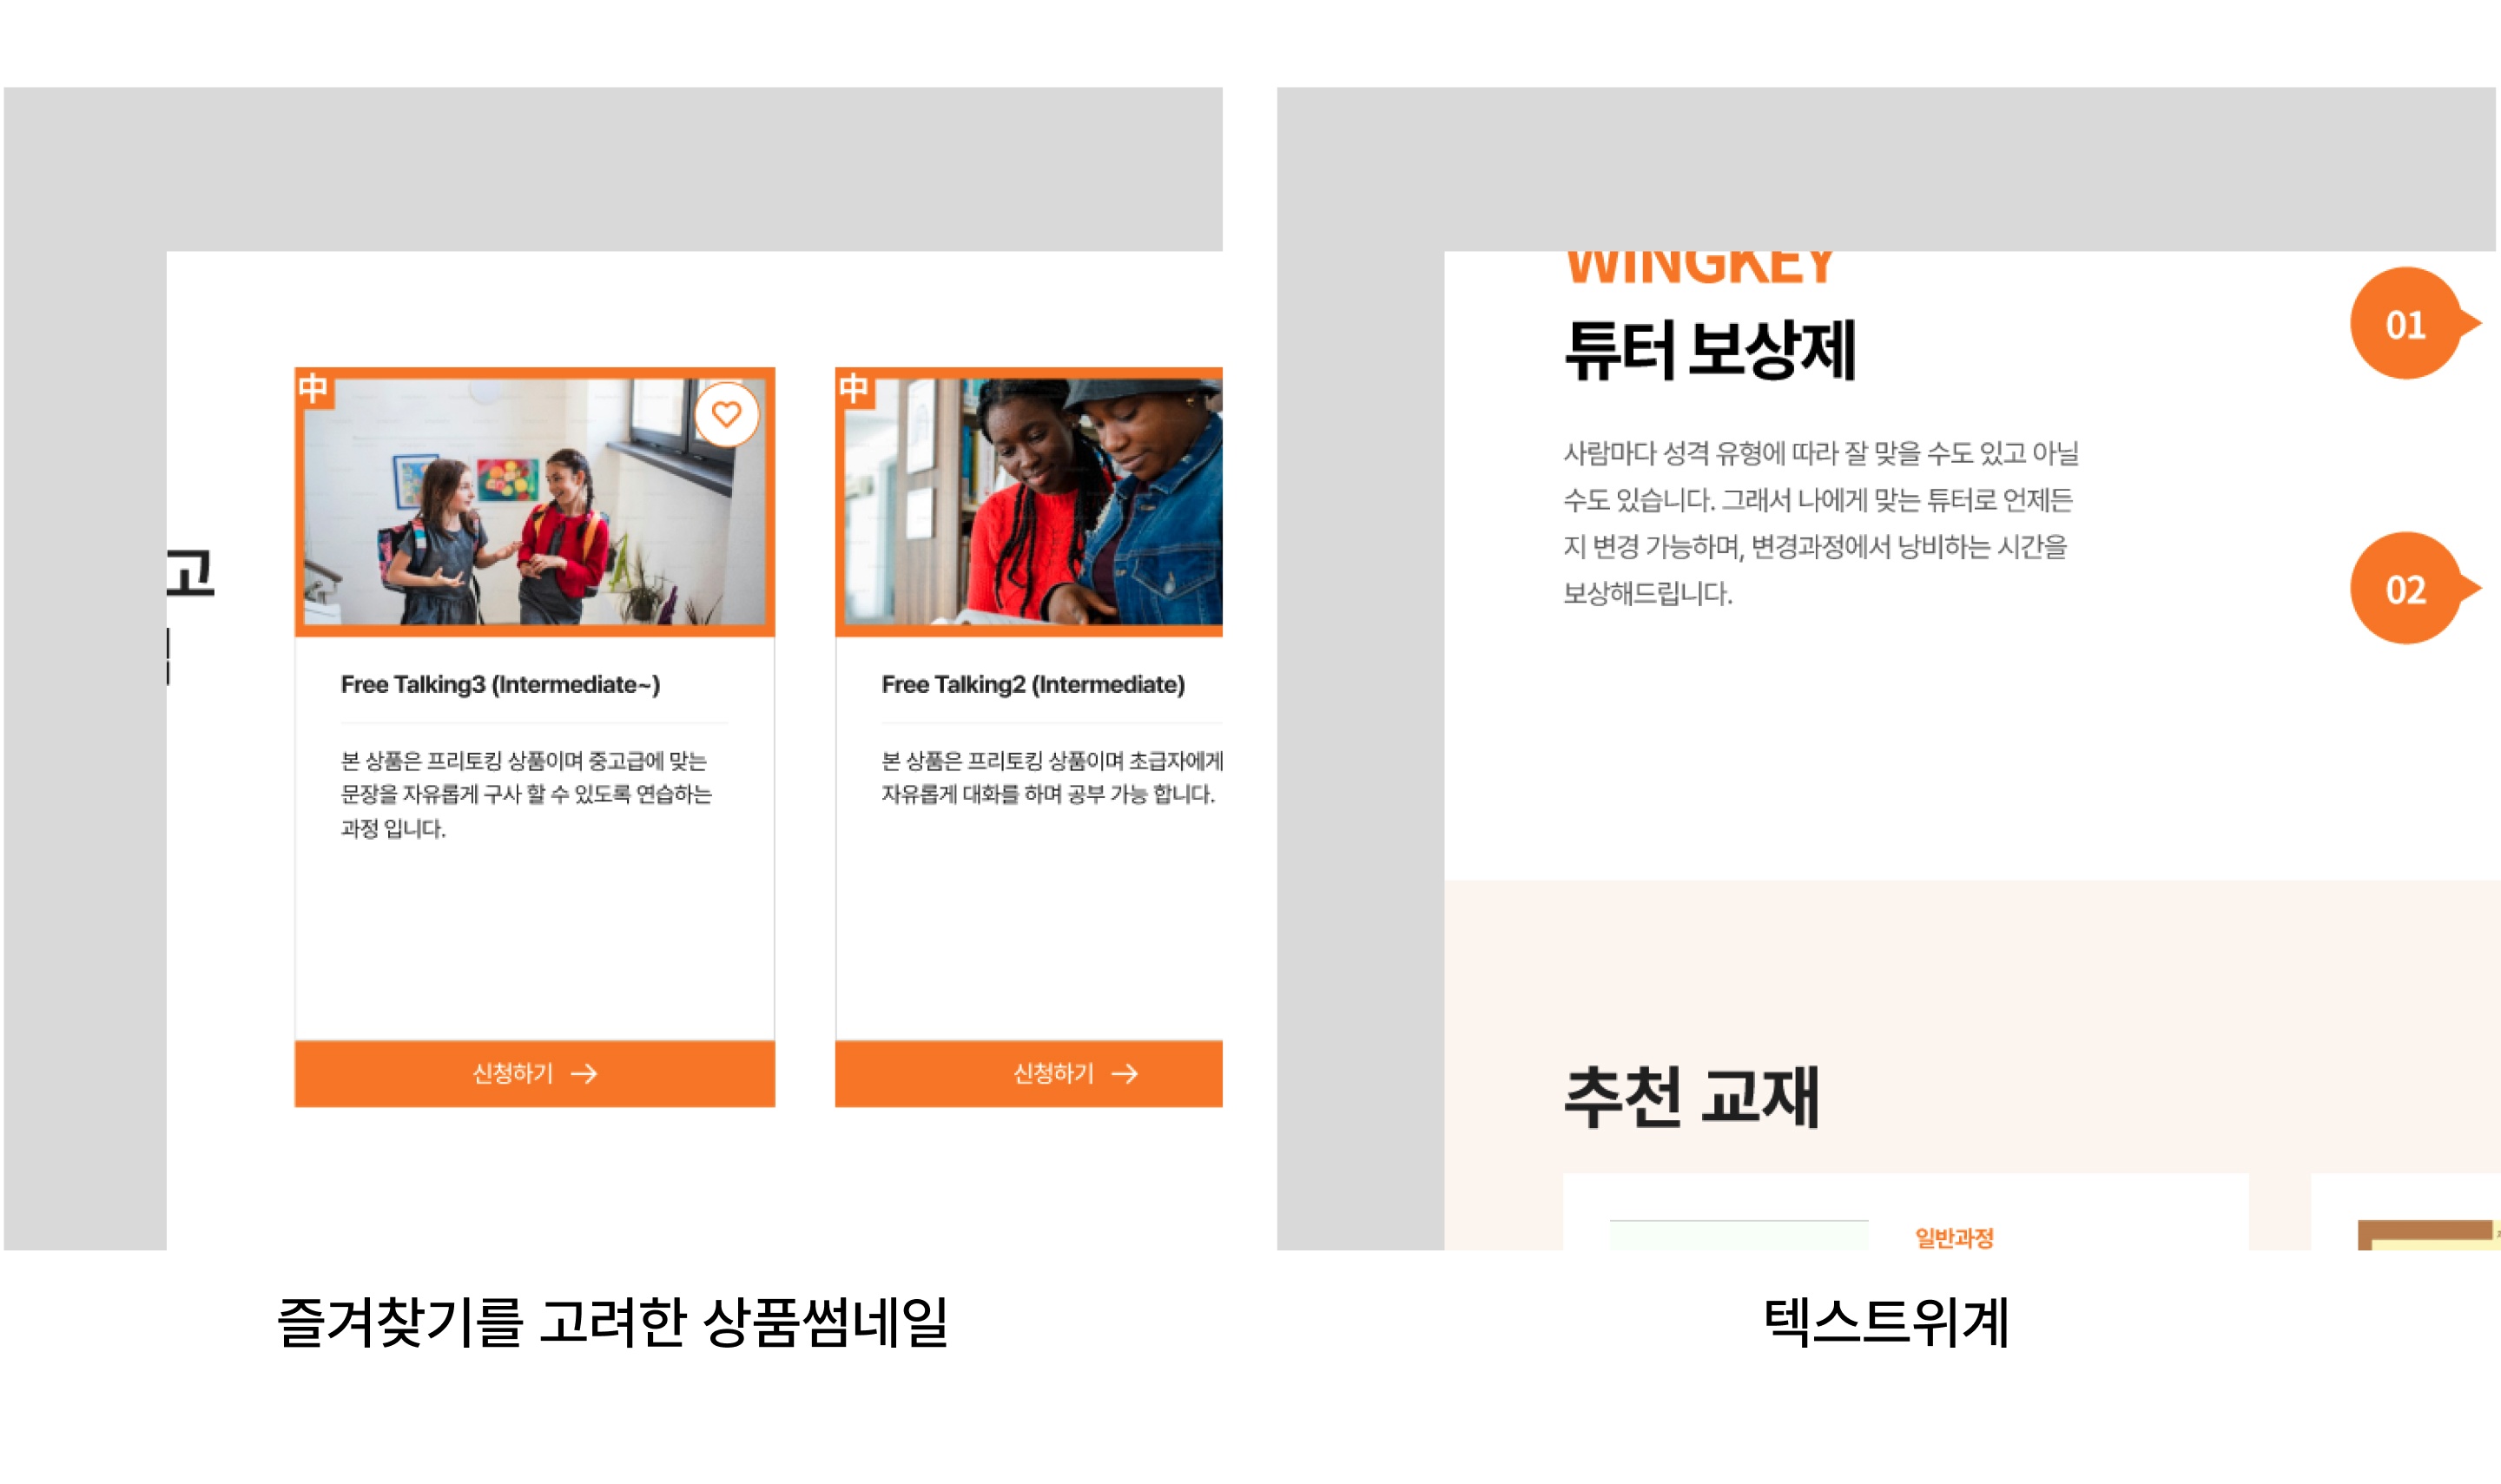 고
中
Free Talking3 (Intermediate~)
본 상품은 프리토킹 상품이며 중고급에 맞는
문장을 자유롭게 구사 할 수 있도록 연습하는
과정 입니다.
신청하기 →
中
Free Talking2 (Intermediate)
본 상품은 프리토킹 상품이며 초급자에게
자유롭게 대화를 하며 공부 가능 합니다.
신청하기 →
즐겨찾기를 고려한 상품썸네일
WINGKEY
튜터 보상제
사람마다 성격 유형에 따라 잘 맞을 수도 있고 아닐
수도 있습니다. 그래서 나에게 맞는 튜터로 언제든
지 변경 가능하며, 변경과정에서 낭비하는 시간을
보상해드립니다.
01
02
추천 교재
일반과정
텍스트위계